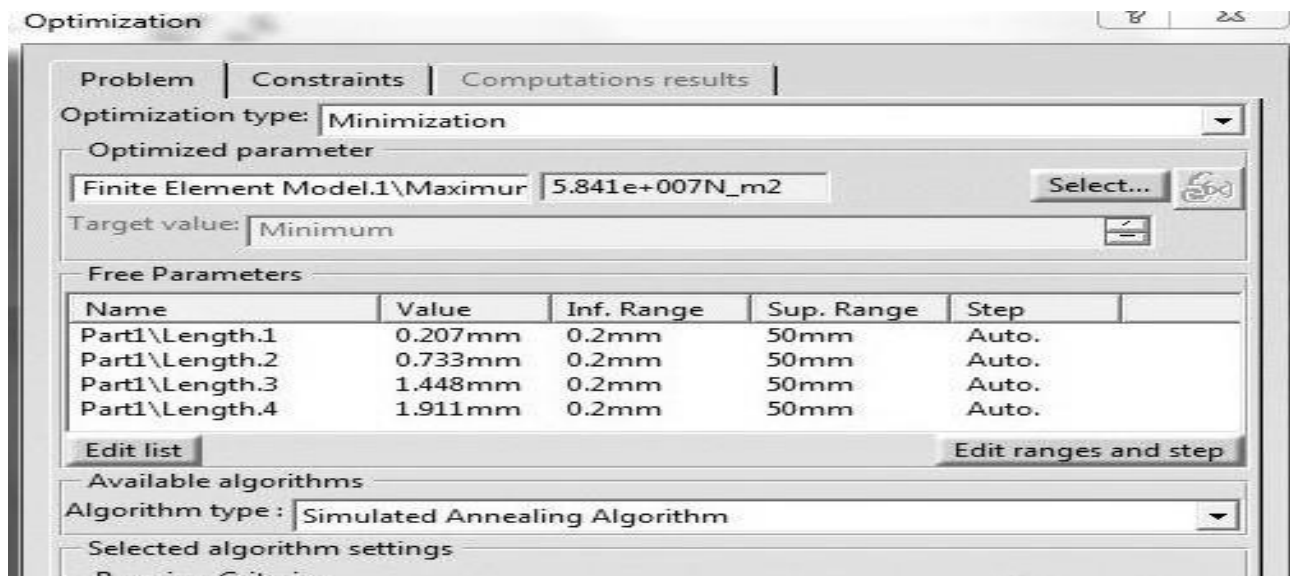 Optimization
Problem Constraints Computations results
Optimization type: Minimization
Optimized parameter
Finite Element Model.1\Maximur 5.841e+007N_m2 Select...
Target value: Minimum
Free Parameters
Name Value Inf. Range Sup. Range Step
Part1\Length.1 0.207mm 0.2mm 50mm Auto.
Part1\Length.2 0.733mm 0.2mm 50mm Auto.
Part1\Length.3 1.448mm 0.2mm 50mm Auto.
Part1\Length.4 1.911mm 0.2mm 50mm Auto.
Edit list Edit ranges and step
Available algorithms
Algorithm type : Simulated Annealing Algorithm
Selected algorithm settings